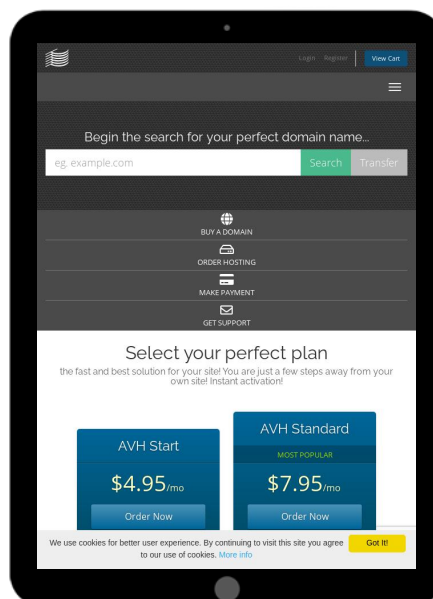 Login Register View Cart
Begin the search for your perfect domain name...
eg. example.com Search Transfer
BUY A DOMAIN
ORDER HOSTING
MAKE PAYMENT
GET SUPPORT
Select your perfect plan
the fast and best solution for your site! You are just a few steps away from your
own site! Instant activation!
AVH Start
$4.95/mo
Order Now
AVH Standard
MOST POPULAR
$7.95/mo
Order Now
We use cookies for better user experience. By continuing to visit this site you agree
to our use of cookies. More info
Got It!